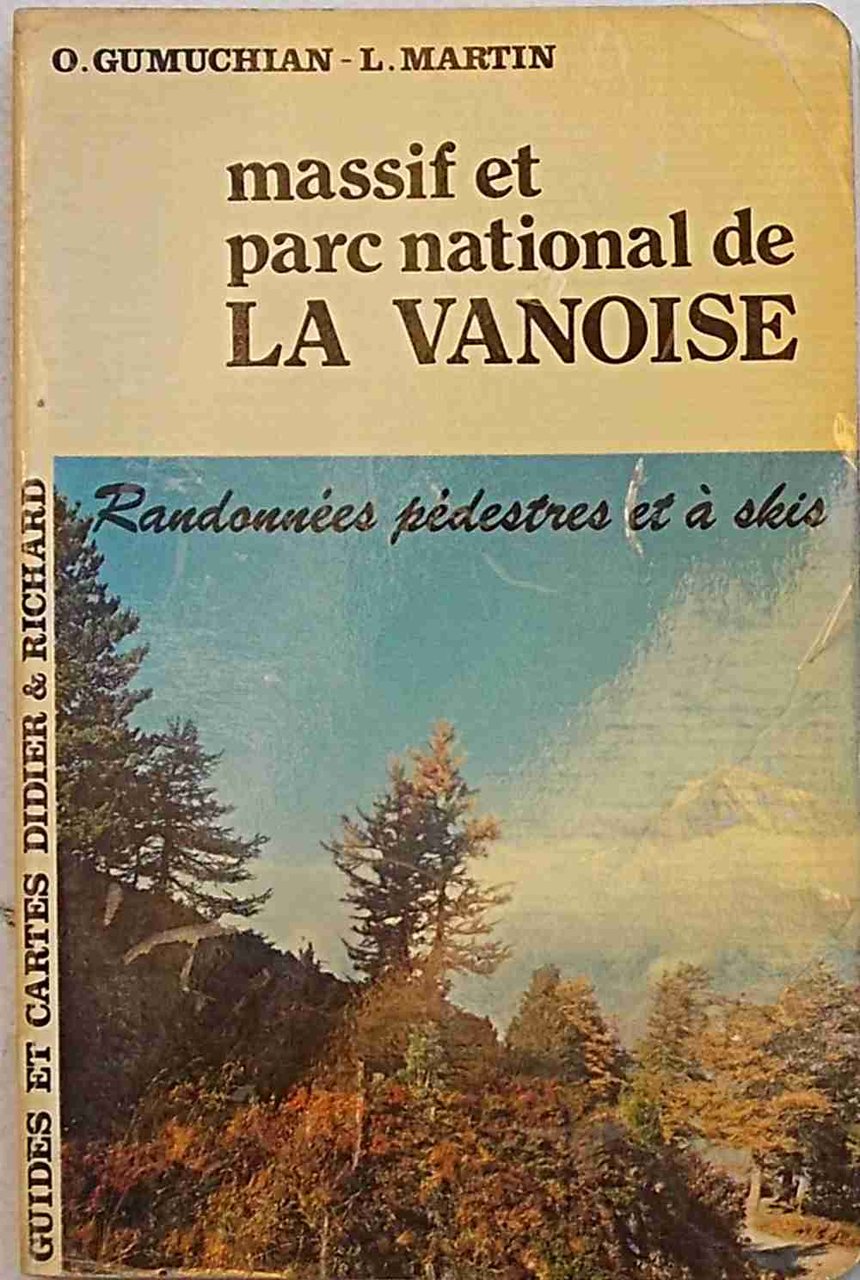 O. GUMUCHIAN - L. MARTIN
massif et
parc national de
LA VANOISE
Randonnées pédestres et à skis
GUIDES ET CARTES DIDIER & RICHARD